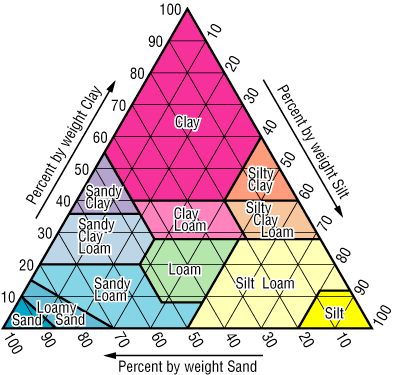 100
90
80
70
60
50
40
30
20
10
10
20
30
40
50
60
70
80
90
100
100
90
80
70
60
50
40
30
20
10
Percent by weight Clay
Percent by weight Silt
Percent by weight Sand
Clay
Silty
Clay
Sandy
Clay
Clay
Loam
Silty
Clay
Loam
Sandy
Clay
Loam
Loam
Silt Loam
Sandy
Loam
Loamy
Sand
Sand
Silt